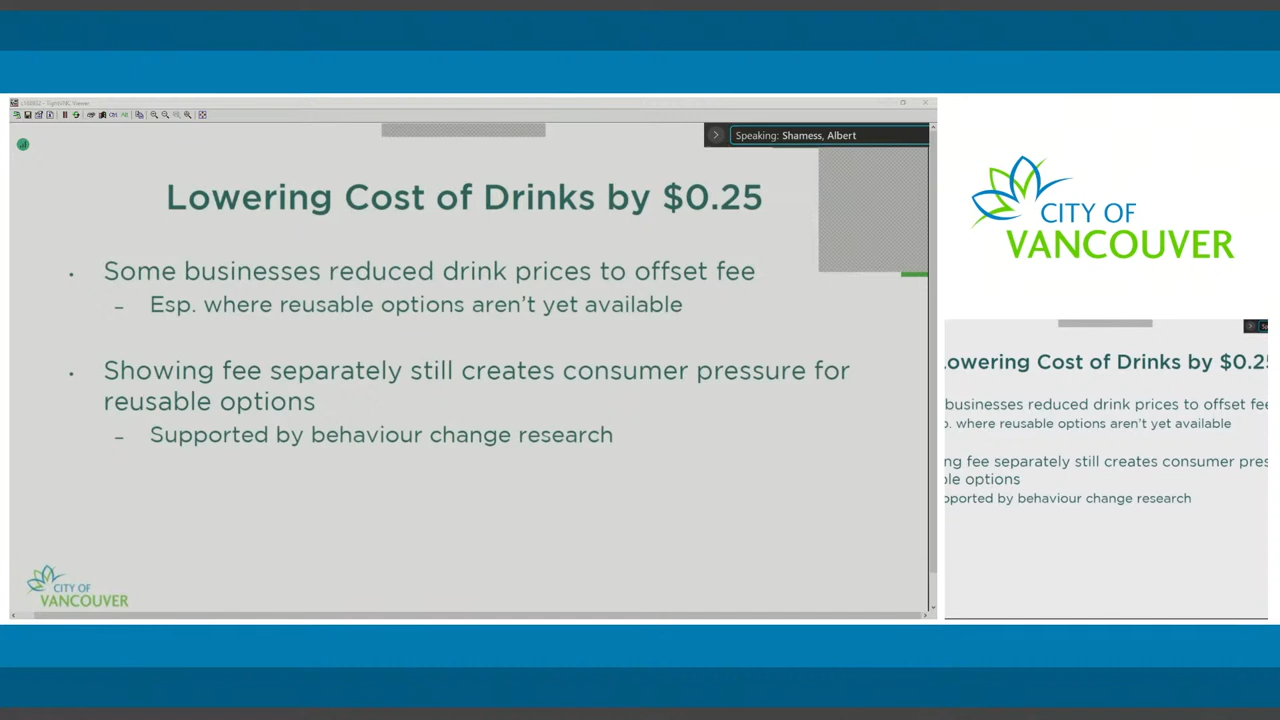 Speaking: Shamess, Albert
Lowering Cost of Drinks by $0.25
• Some businesses reduced drink prices to offset fee
– Esp. where reusable options aren't yet available
• Showing fee separately still creates consumer pressure for
reusable options
– Supported by behaviour change research
CITY OF
VANCOUVER
CITY OF
VANCOUVER
owering Cost of Drinks by $0.25
businesses reduced drink prices to offset fee
p. where reusable options aren't yet available
ng fee separately still creates consumer pres
ble options
pported by behaviour change research